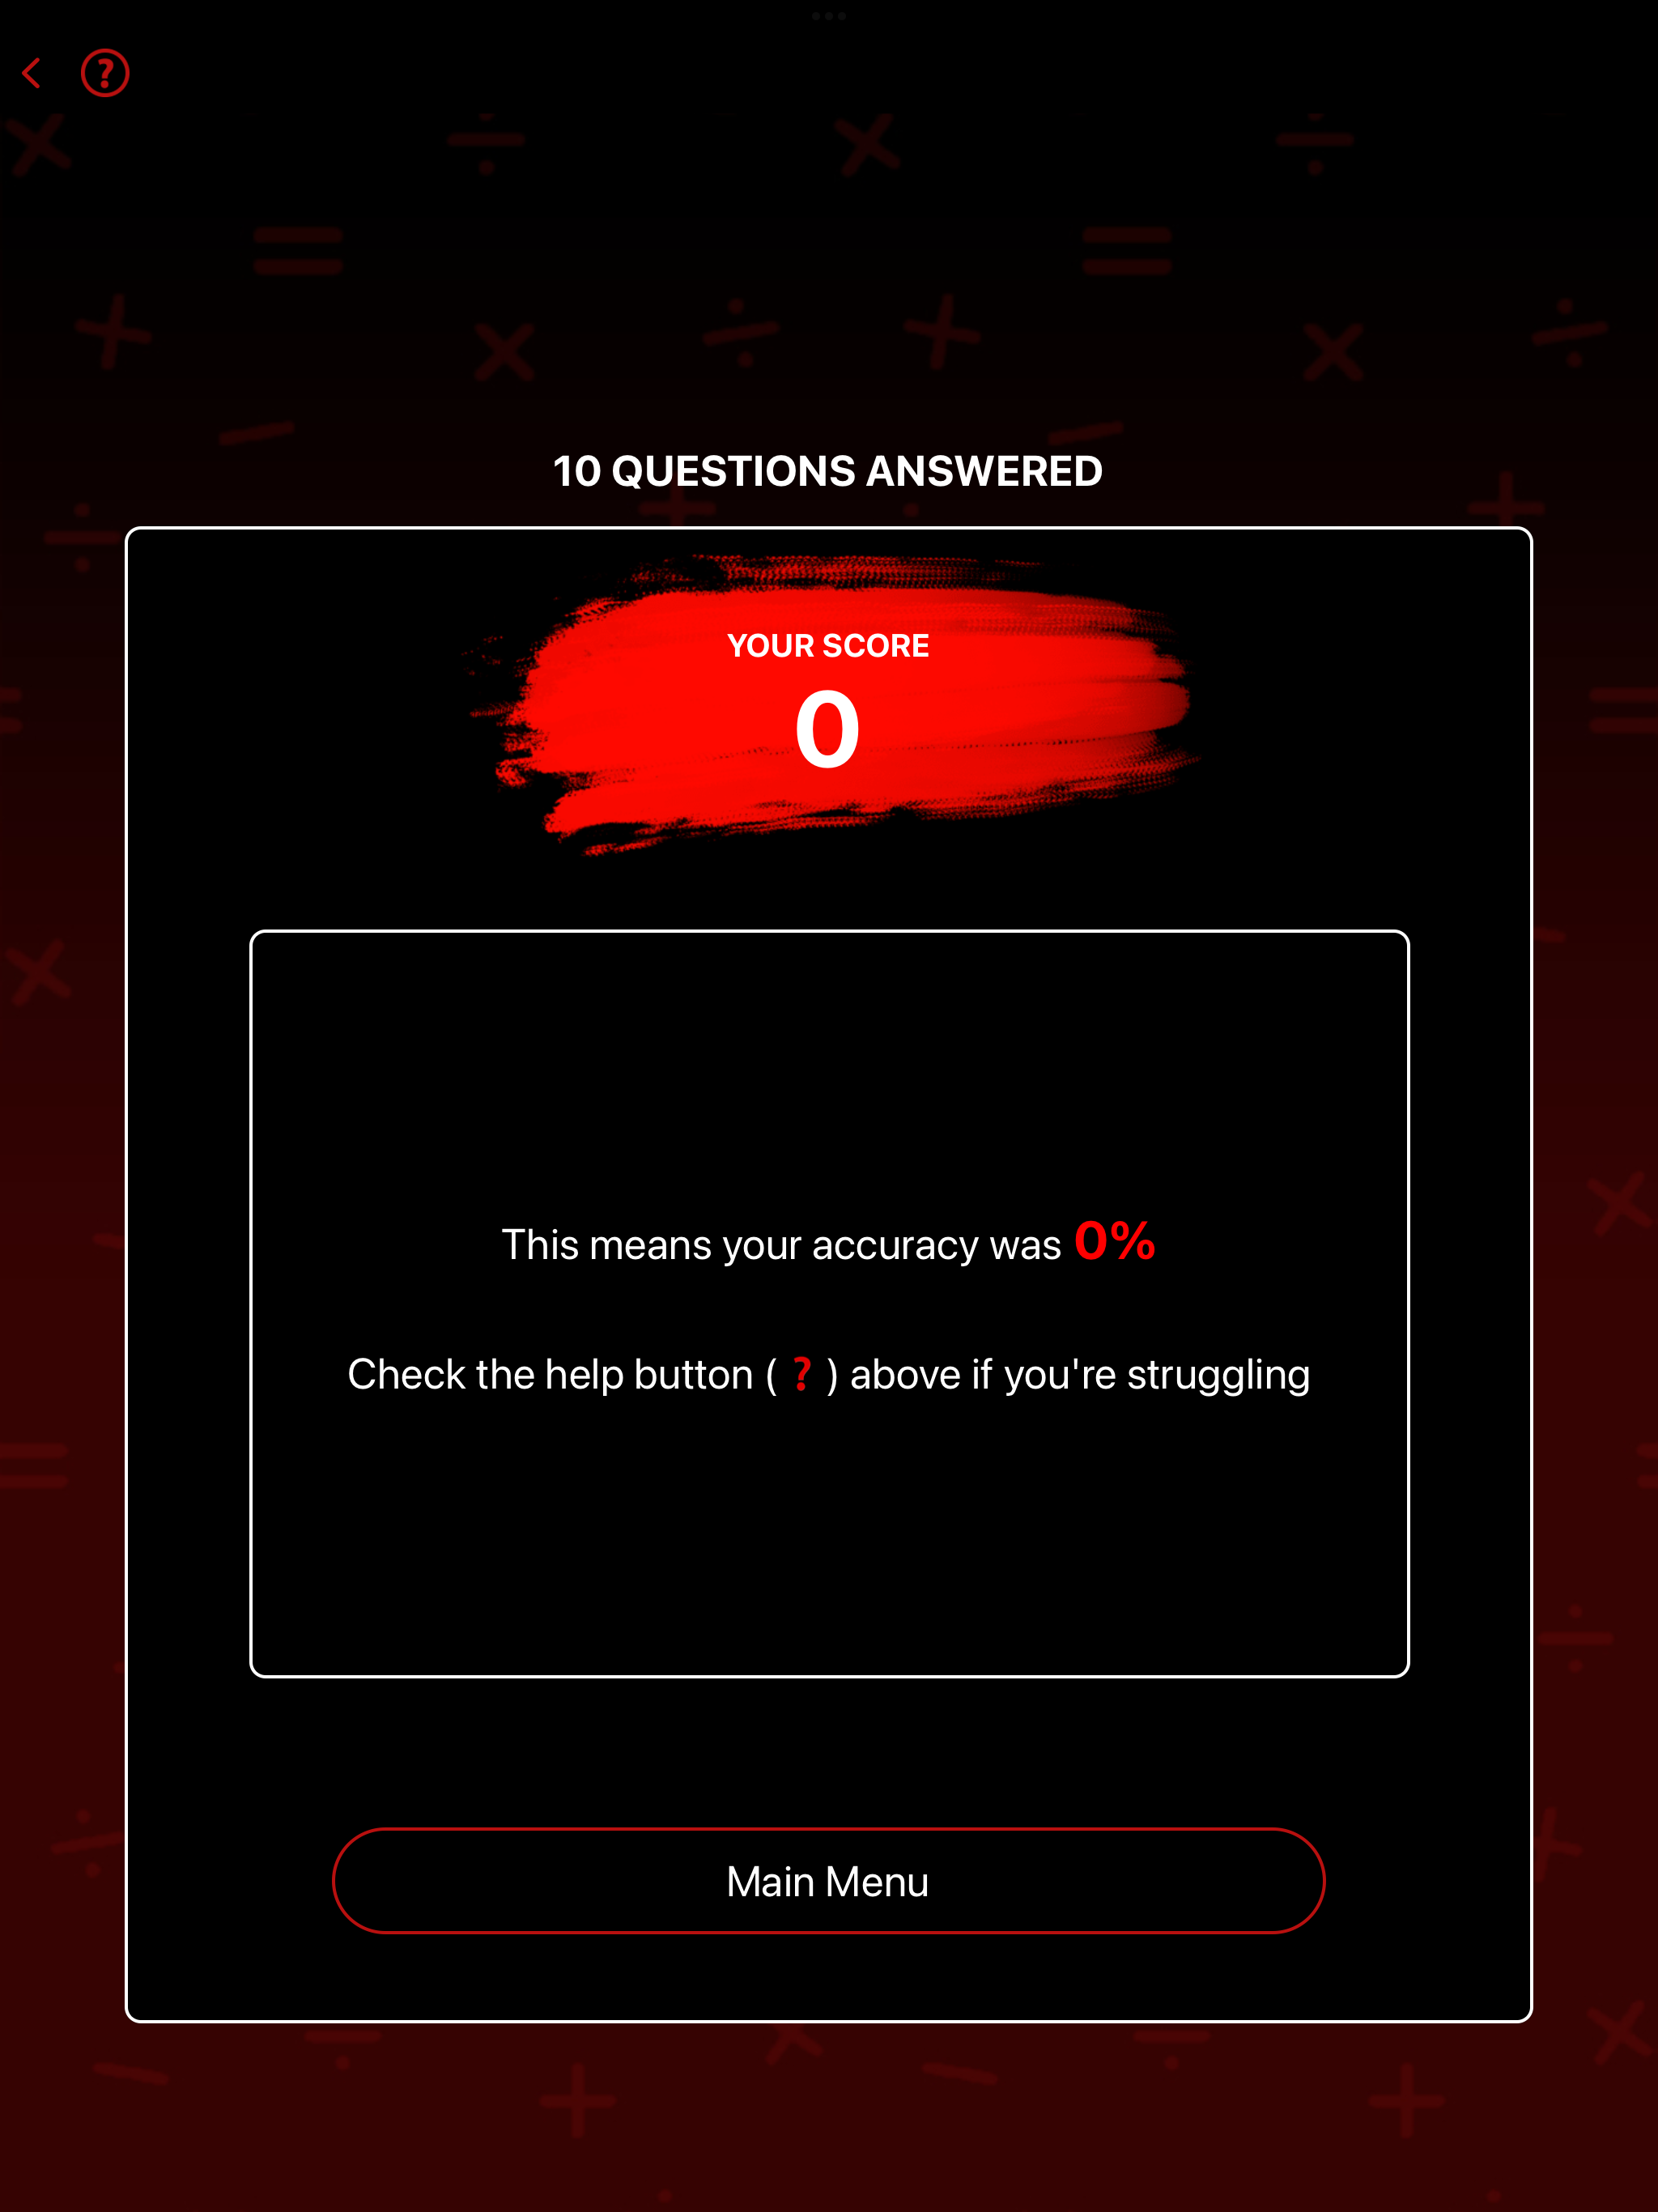 ?
10 QUESTIONS ANSWERED
YOUR SCORE
0
This means your accuracy was 0%
Check the help button ( ? ) above if you're struggling
Main Menu